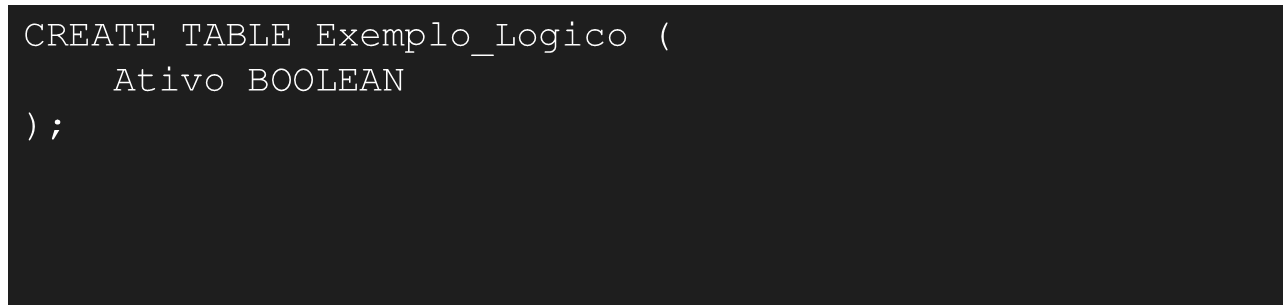 CREATE TABLE Exemplo_Logico (
    Ativo BOOLEAN
);